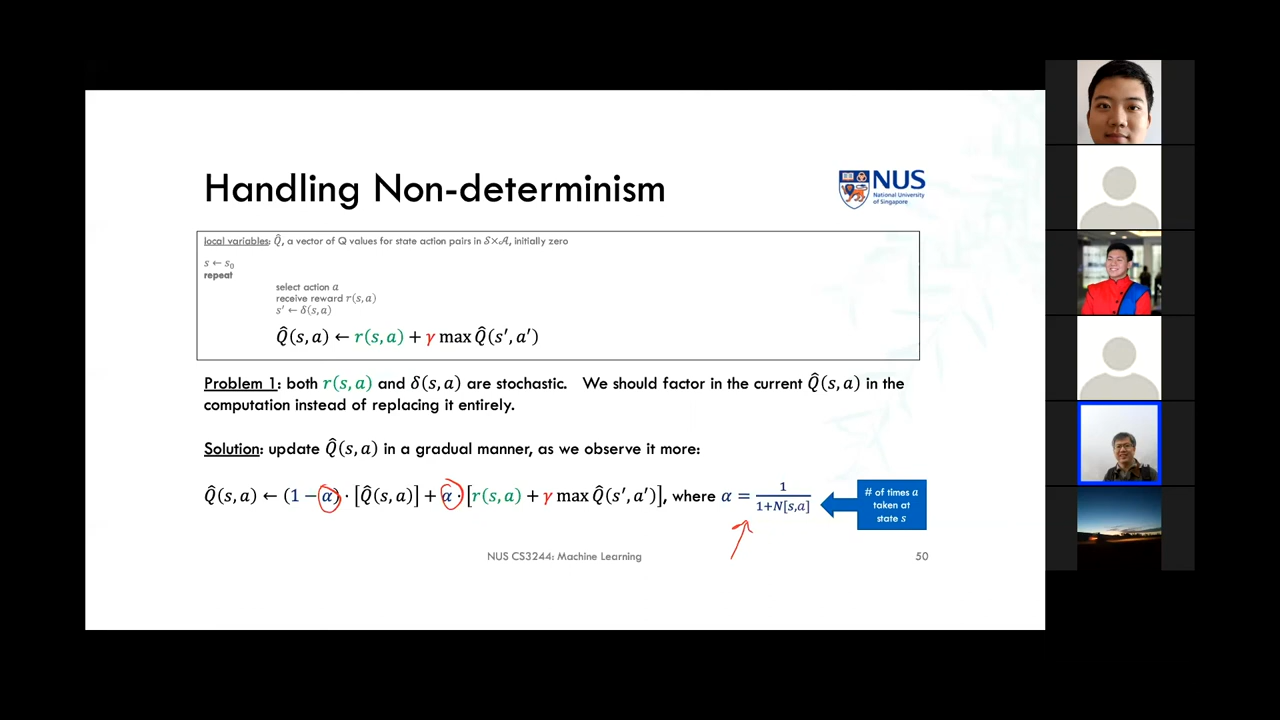 Handling Non-determinism
NUS
National University
of Singapore
local variables: Q̂, a vector of Q values for state action pairs in 𝒮×𝒜, initially zero
s ← s₀
repeat
select action a
receive reward r(s,a)
s′ ← δ(s,a)
Q̂(s,a) ← r(s,a) + γ max Q̂(s′,a′)
Problem 1: both r(s,a) and δ(s,a) are stochastic. We should factor in the current Q̂(s,a) in the
computation instead of replacing it entirely.
Solution: update Q̂(s,a) in a gradual manner, as we observe it more:
Q̂(s,a) ← (1 − α) · [Q̂(s,a)] + α · [r(s,a) + γ max Q̂(s′,a′)], where α = 1/(1+N[s,a])
# of times a
taken at
state s
NUS CS3244: Machine Learning
50